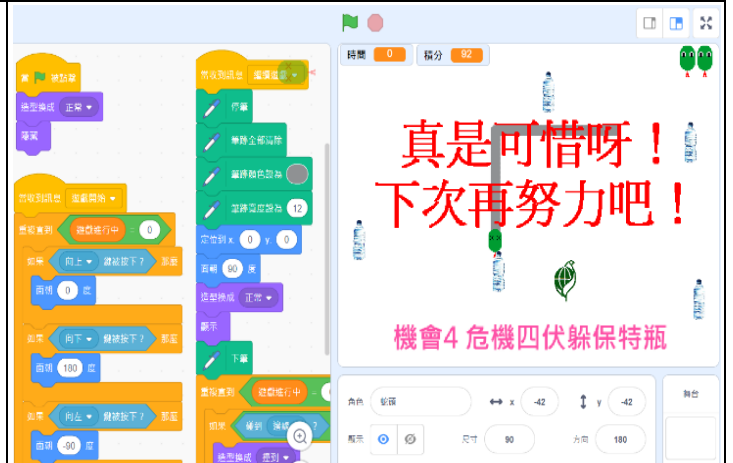 當 被點擊
造型換成 正常
隱藏
當收到訊息 遊戲開始
重複直到 遊戲進行中 = 0
如果 向上 鍵被按下? 那麼
面朝 0 度
如果 向下 鍵被按下? 那麼
面朝 180 度
如果 向左 鍵被按下? 那麼
面朝 -90 度
當收到訊息
停筆
筆跡全部清除
筆跡顏色設為
筆跡寬度設為 12
定位到 x: 0 y: 0
面朝 90 度
造型換成 正常
顯示
下筆
重複直到 遊戲進行中 =
如果 碰到 ?
造型換成
時間 0 積分 92
真是可惜呀!
下次再努力吧!
機會4 危機四伏躲保特瓶
角色 蛇頭 x -42 y -42
顯示 尺寸 90 方向 180
舞台